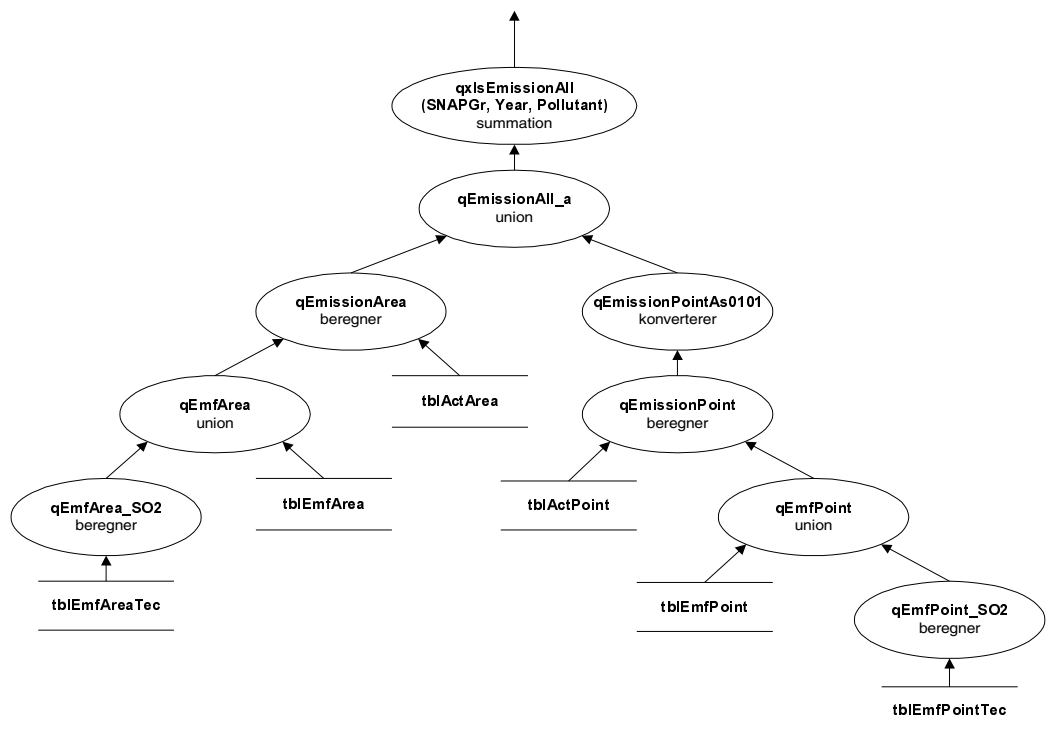 qxlsEmissionAll
(SNAPGr, Year, Pollutant)
summation
qEmissionAll_a
union
qEmissionArea
beregner
qEmissionPointAs0101
konverterer
qEmfArea
union
tblActArea
qEmissionPoint
beregner
qEmfArea_SO2
beregner
tblEmfArea
tblActPoint
qEmfPoint
union
tblEmfAreaTec
tblEmfPoint
qEmfPoint_SO2
beregner
tblEmfPointTec